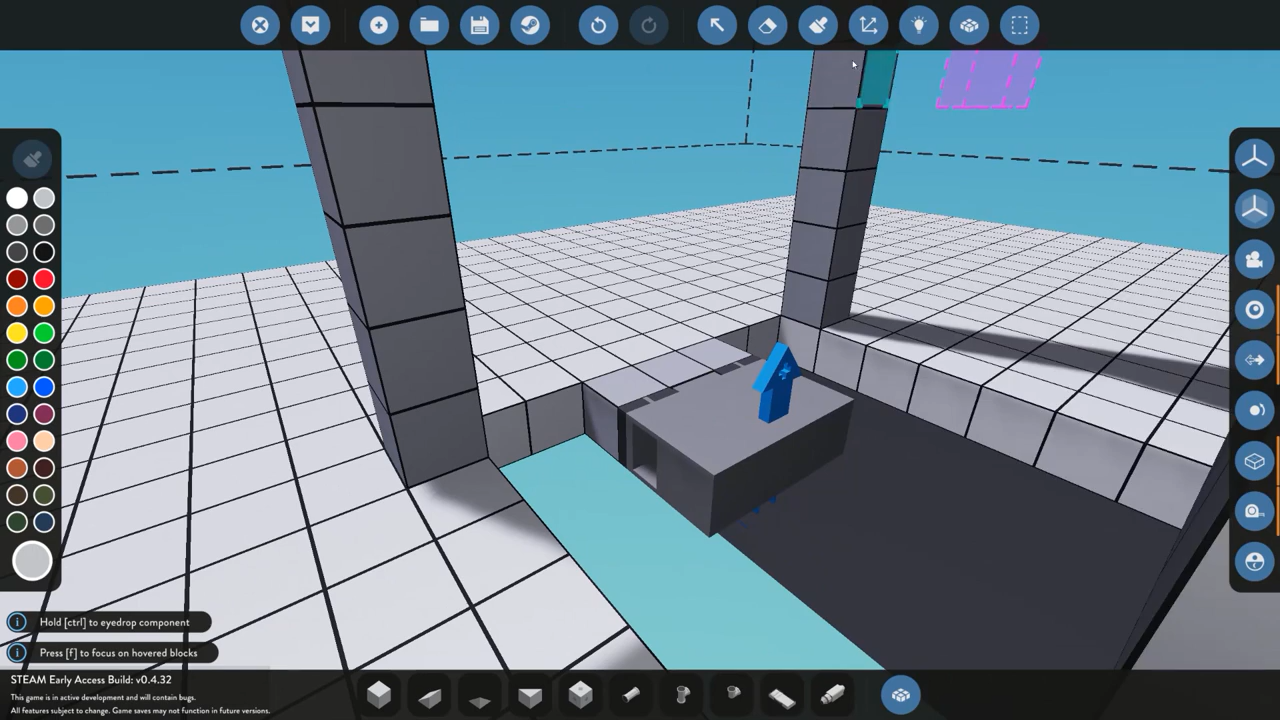 Hold [ctrl] to eyedrop component
Press [f] to focus on hovered blocks
STEAM Early Access Build: v0.4.32
This game is in active development and will contain bugs.
All features subject to change. Game saves may not function in future versions.